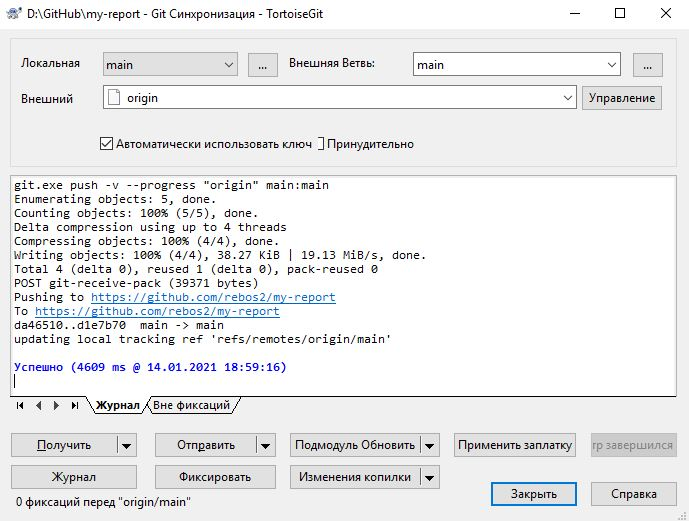 D:\GitHub\my-report - Git Синхронизация - TortoiseGit
Локальная main ... Внешняя Ветвь: main ...
Внешний origin Управление
Автоматически использовать ключ Принудительно
git.exe push -v --progress "origin" main:main
Enumerating objects: 5, done.
Counting objects: 100% (5/5), done.
Delta compression using up to 4 threads
Compressing objects: 100% (4/4), done.
Writing objects: 100% (4/4), 38.27 KiB | 19.13 MiB/s, done.
Total 4 (delta 0), reused 1 (delta 0), pack-reused 0
POST git-receive-pack (39371 bytes)
Pushing to https://github.com/rebos2/my-report
To https://github.com/rebos2/my-report
da46510..d1e7b70 main -> main
updating local tracking ref 'refs/remotes/origin/main'
Успешно (4609 ms @ 14.01.2021 18:59:16)
Журнал Вне фиксаций
Получить Отправить Подмодуль Обновить Применить заплатку гр завершился
Журнал Фиксировать Изменения копилки
0 фиксаций перед "origin/main" Закрыть Справка